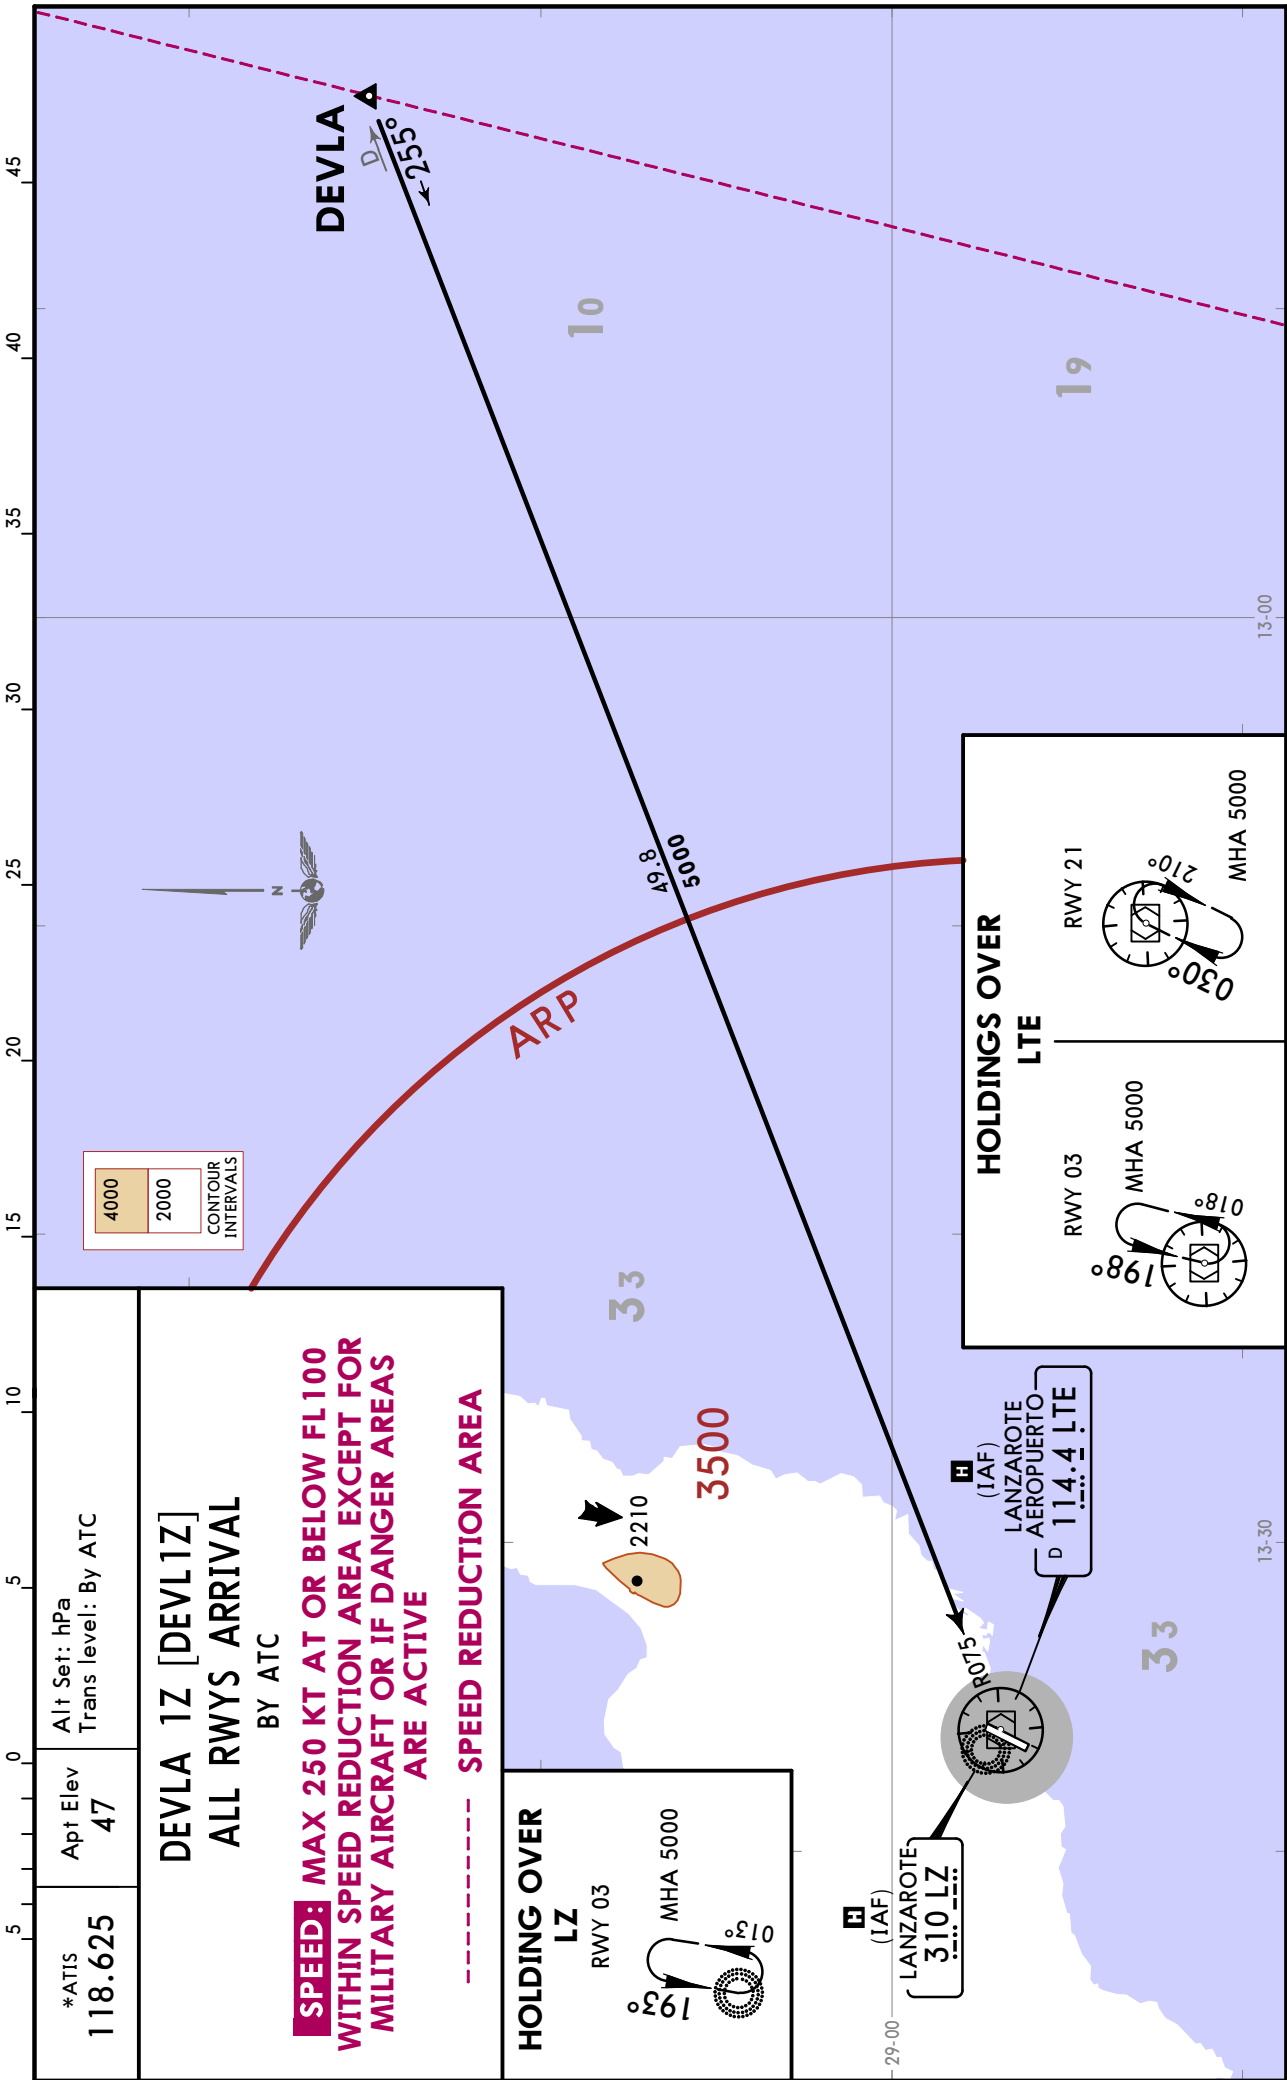 5
0
5
10
15
20
25
30
35
40
45
*ATIS
118.625
Apt Elev
47
Alt Set: hPa
Trans level: By ATC
DEVLA 1Z [DEVL1Z]
ALL RWYS ARRIVAL
BY ATC
SPEED: MAX 250 KT AT OR BELOW FL100
WITHIN SPEED REDUCTION AREA EXCEPT FOR
MILITARY AIRCRAFT OR IF DANGER AREAS
ARE ACTIVE
SPEED REDUCTION AREA
4000
2000
CONTOUR
INTERVALS
N
DEVLA
D
255°
10
19
49.8
5000
ARP
33
3500
2210
HOLDING OVER
LZ
RWY 03
MHA 5000
193°
013°
H
(IAF)
LANZAROTE
310 LZ
29-00
R075
H
(IAF)
LANZAROTE
AEROPUERTO
D 114.4 LTE
13-30
33
HOLDINGS OVER
LTE
RWY 03
MHA 5000
198°
018°
RWY 21
MHA 5000
030°
210°
13-00